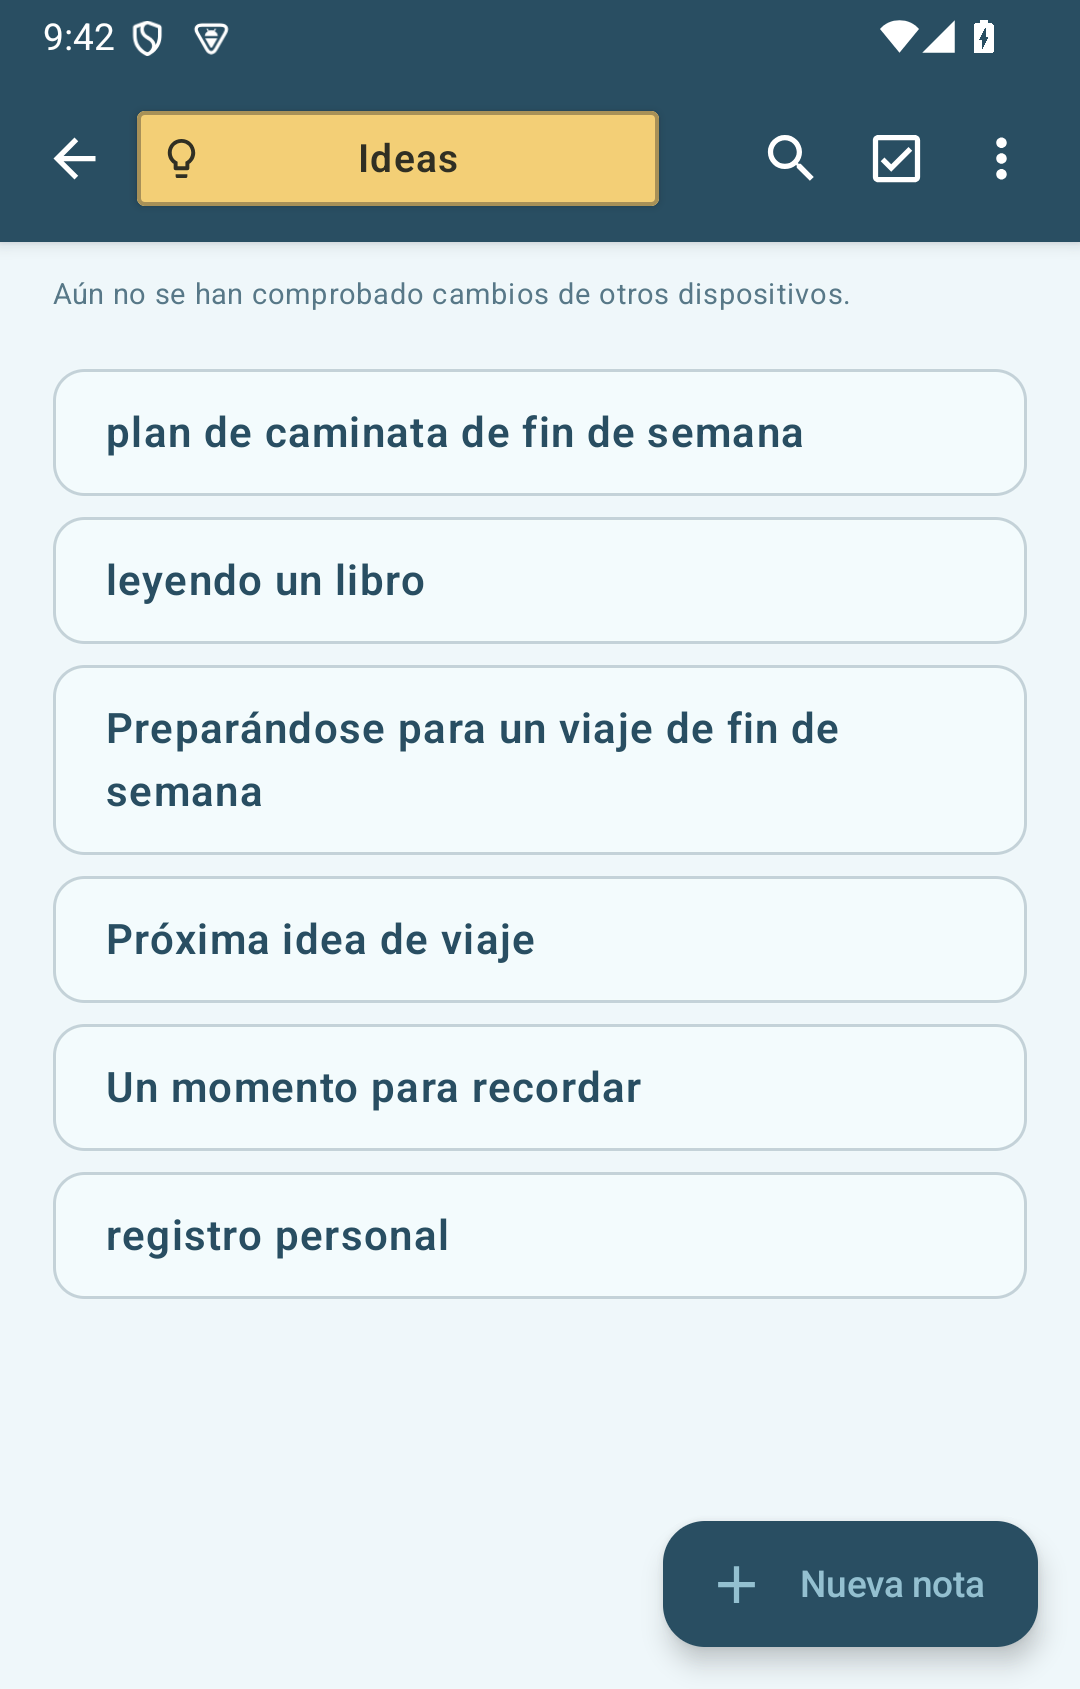 9:42
Ideas
Aún no se han comprobado cambios de otros dispositivos.
plan de caminata de fin de semana
leyendo un libro
Preparándose para un viaje de fin de
semana
Próxima idea de viaje
Un momento para recordar
registro personal
Nueva nota